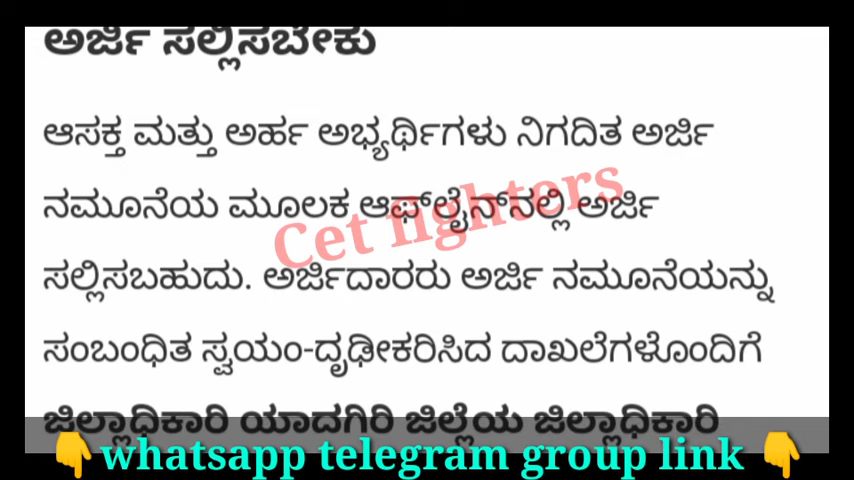 ಅರ್ಜಿ ಸಲ್ಲಿಸಬೇಕು
ಆಸಕ್ತ ಮತ್ತು ಅರ್ಹ ಅಭ್ಯರ್ಥಿಗಳು ನಿಗದಿತ ಅರ್ಜಿ
ನಮೂನೆಯ ಮೂಲಕ ಆಫ್‌ಲೈನ್‌ನಲ್ಲಿ ಅರ್ಜಿ
Cet fighters
ಸಲ್ಲಿಸಬಹುದು. ಅರ್ಜಿದಾರರು ಅರ್ಜಿ ನಮೂನೆಯನ್ನು
ಸಂಬಂಧಿತ ಸ್ವಯಂ-ದೃಢೀಕರಿಸಿದ ದಾಖಲೆಗಳೊಂದಿಗೆ
ಜಿಲ್ಲಾಧಿಕಾರಿ ಯಾದಗಿರಿ ಜಿಲ್ಲೆಯ ಜಿಲ್ಲಾಧಿಕಾರಿ
👇whatsapp telegram group link 👇